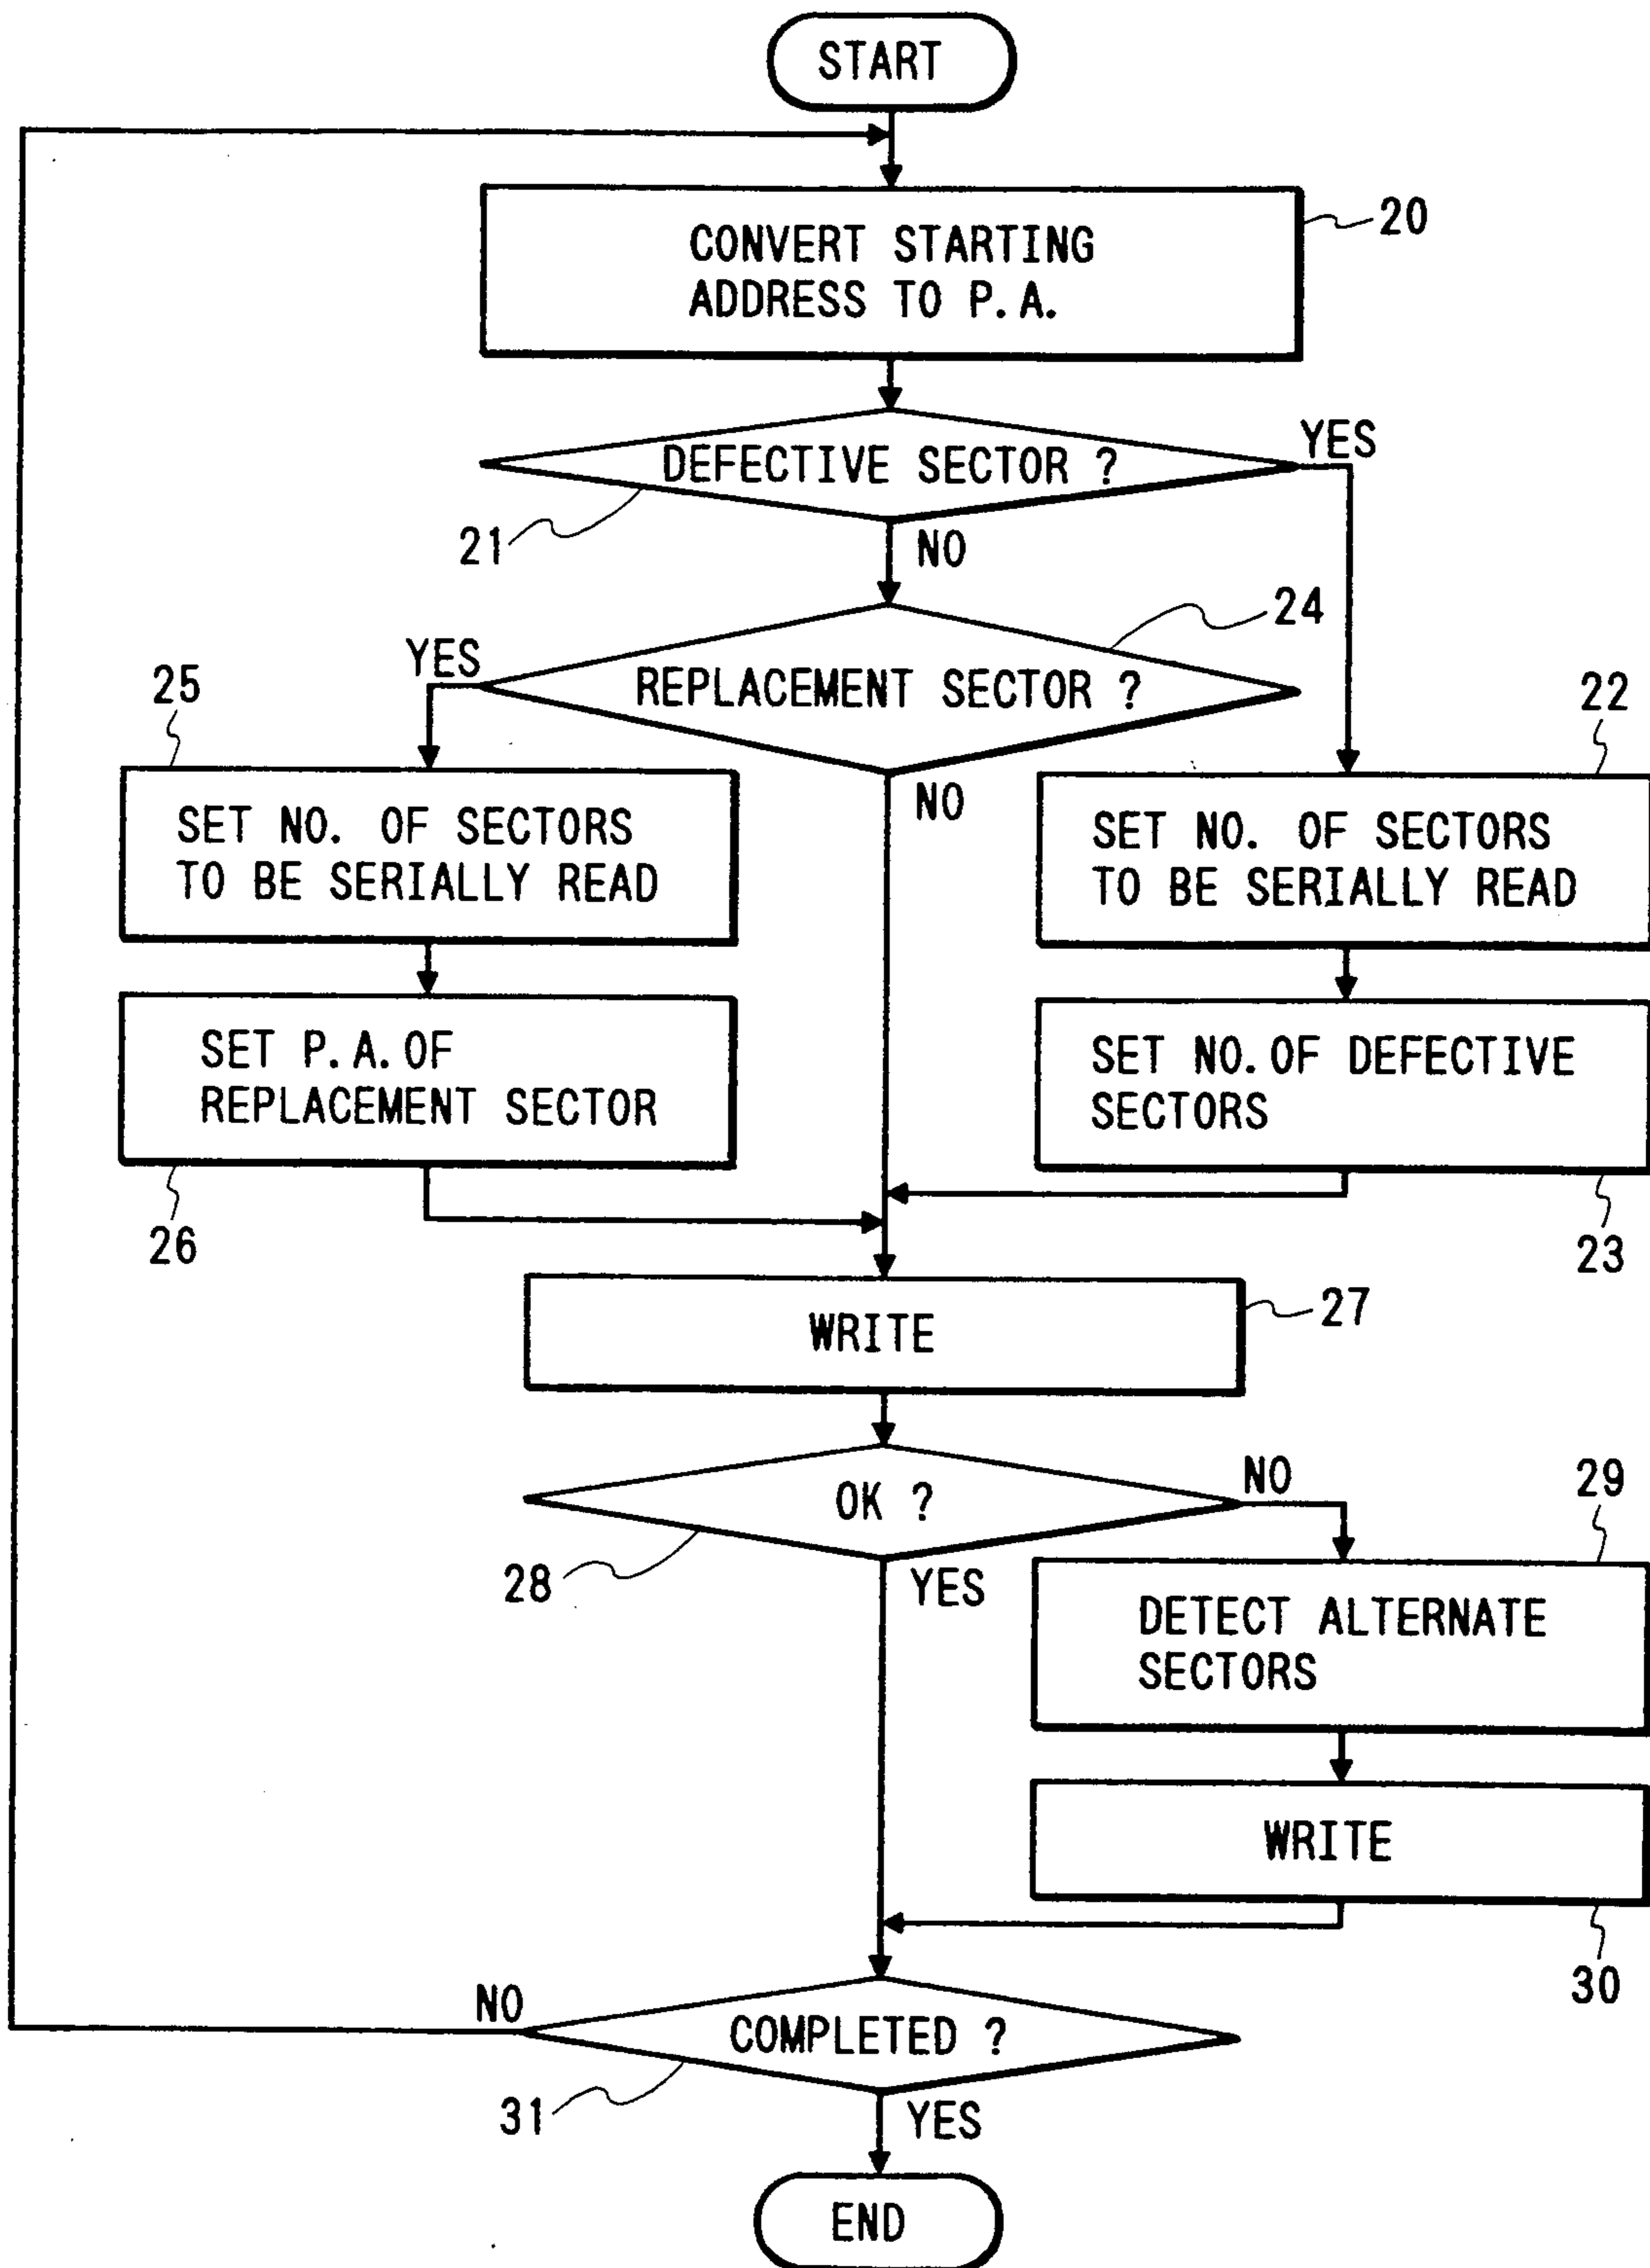 START
CONVERT STARTING
ADDRESS TO P.A.
20
DEFECTIVE SECTOR ?
YES
21
NO
24
YES
REPLACEMENT SECTOR ?
25
22
NO
SET NO. OF SECTORS
TO BE SERIALLY READ
SET NO. OF SECTORS
TO BE SERIALLY READ
SET P.A. OF
REPLACEMENT SECTOR
SET NO. OF DEFECTIVE
SECTORS
26
23
WRITE
27
OK ?
NO
29
28
YES
DETECT ALTERNATE
SECTORS
WRITE
30
NO
COMPLETED ?
31
YES
END